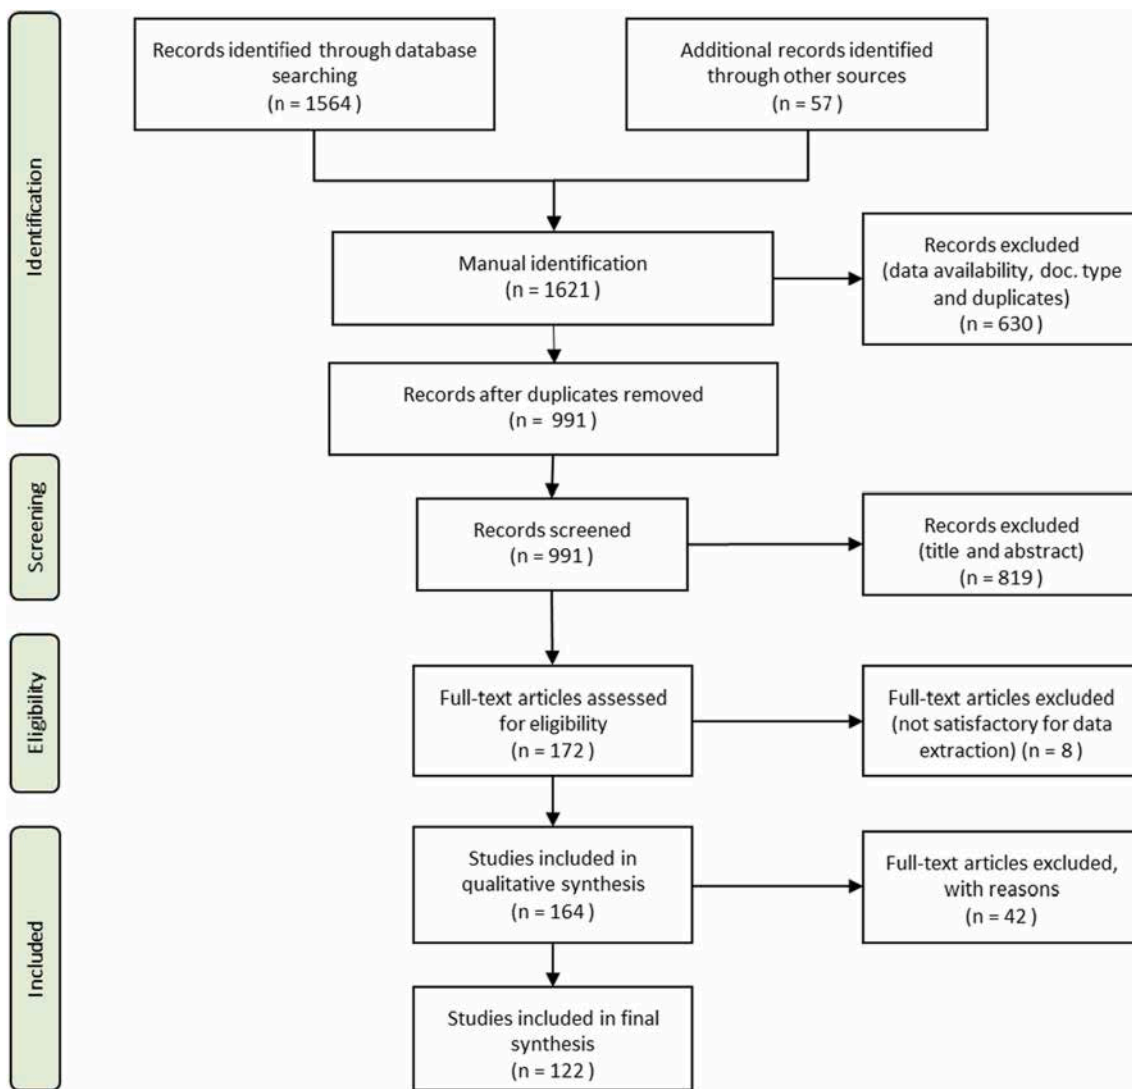 Identification
Records identified through database
searching
(n = 1564 )
Additional records identified
through other sources
(n = 57 )
Manual identification
(n = 1621 )
Records excluded
(data availability, doc. type
and duplicates)
(n = 630 )
Records after duplicates removed
(n = 991 )
Screening
Records screened
(n = 991 )
Records excluded
(title and abstract)
(n = 819 )
Eligibility
Full-text articles assessed
for eligibility
(n = 172 )
Full-text articles excluded
(not satisfactory for data
extraction) (n = 8 )
Included
Studies included in
qualitative synthesis
(n = 164 )
Full-text articles excluded,
with reasons
(n = 42 )
Studies included in final
synthesis
(n = 122 )